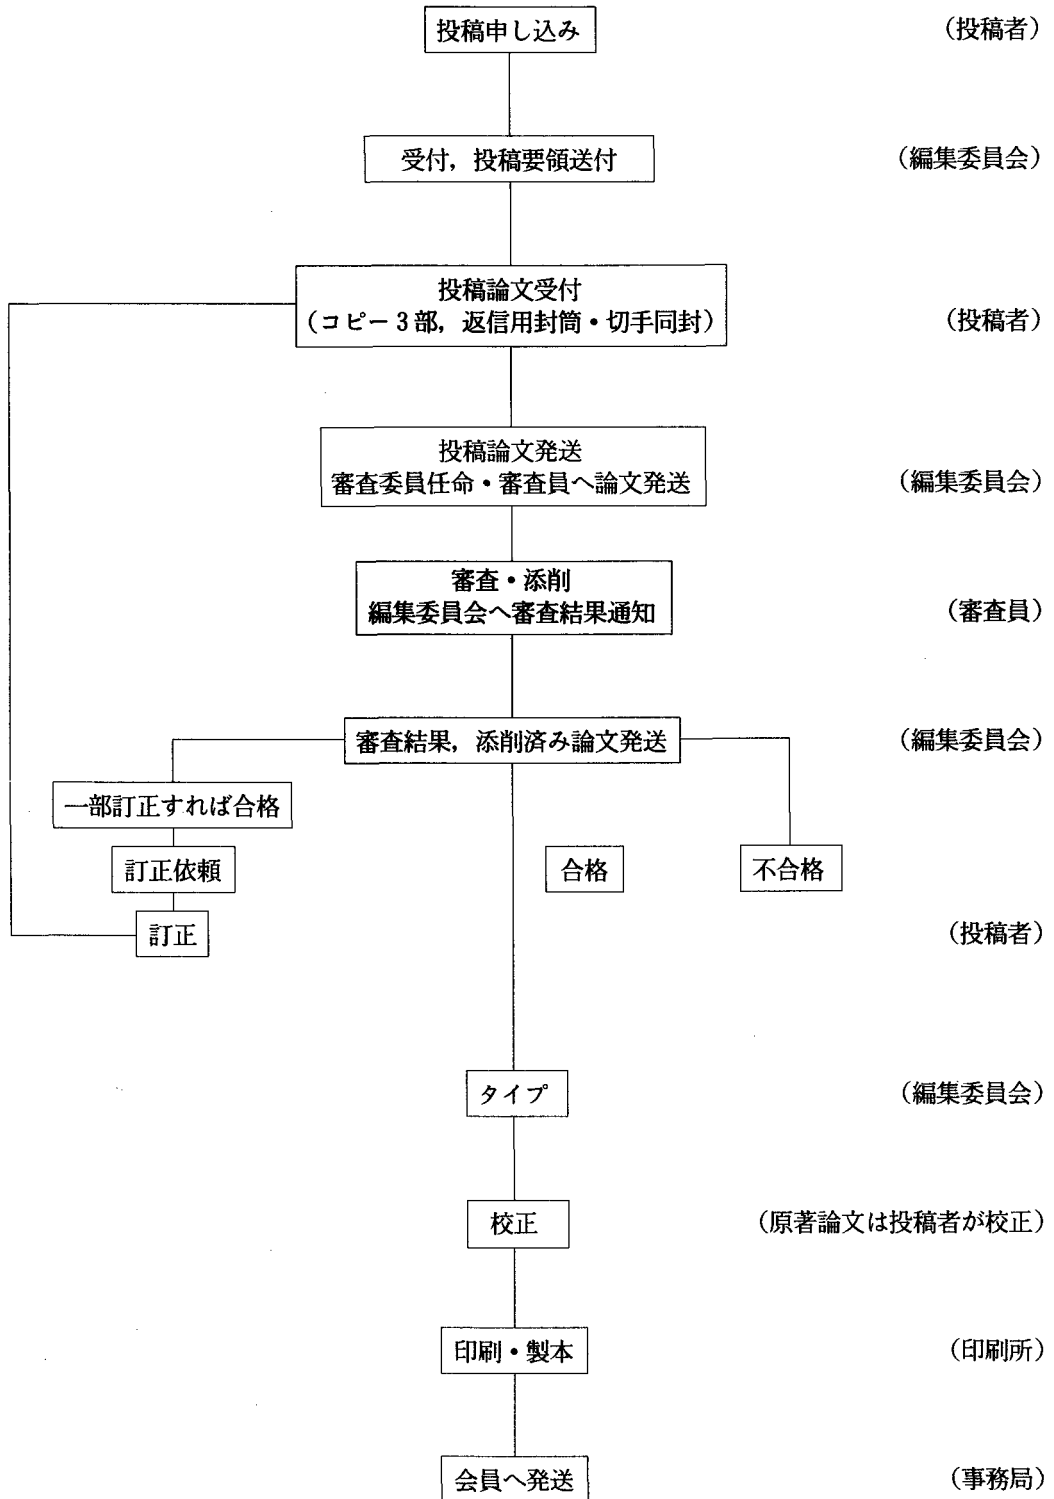 投稿申し込み
(投稿者)
受付，投稿要領送付
(編集委員会)
投稿論文受付
(コピー3部，返信用封筒・切手同封)
(投稿者)
投稿論文発送
審査委員任命・審査員へ論文発送
(編集委員会)
審査・添削
編集委員会へ審査結果通知
(審査員)
審査結果，添削済み論文発送
(編集委員会)
一部訂正すれば合格
訂正依頼
合格
不合格
訂正
(投稿者)
タイプ
(編集委員会)
校正
(原著論文は投稿者が校正)
印刷・製本
(印刷所)
会員へ発送
(事務局)